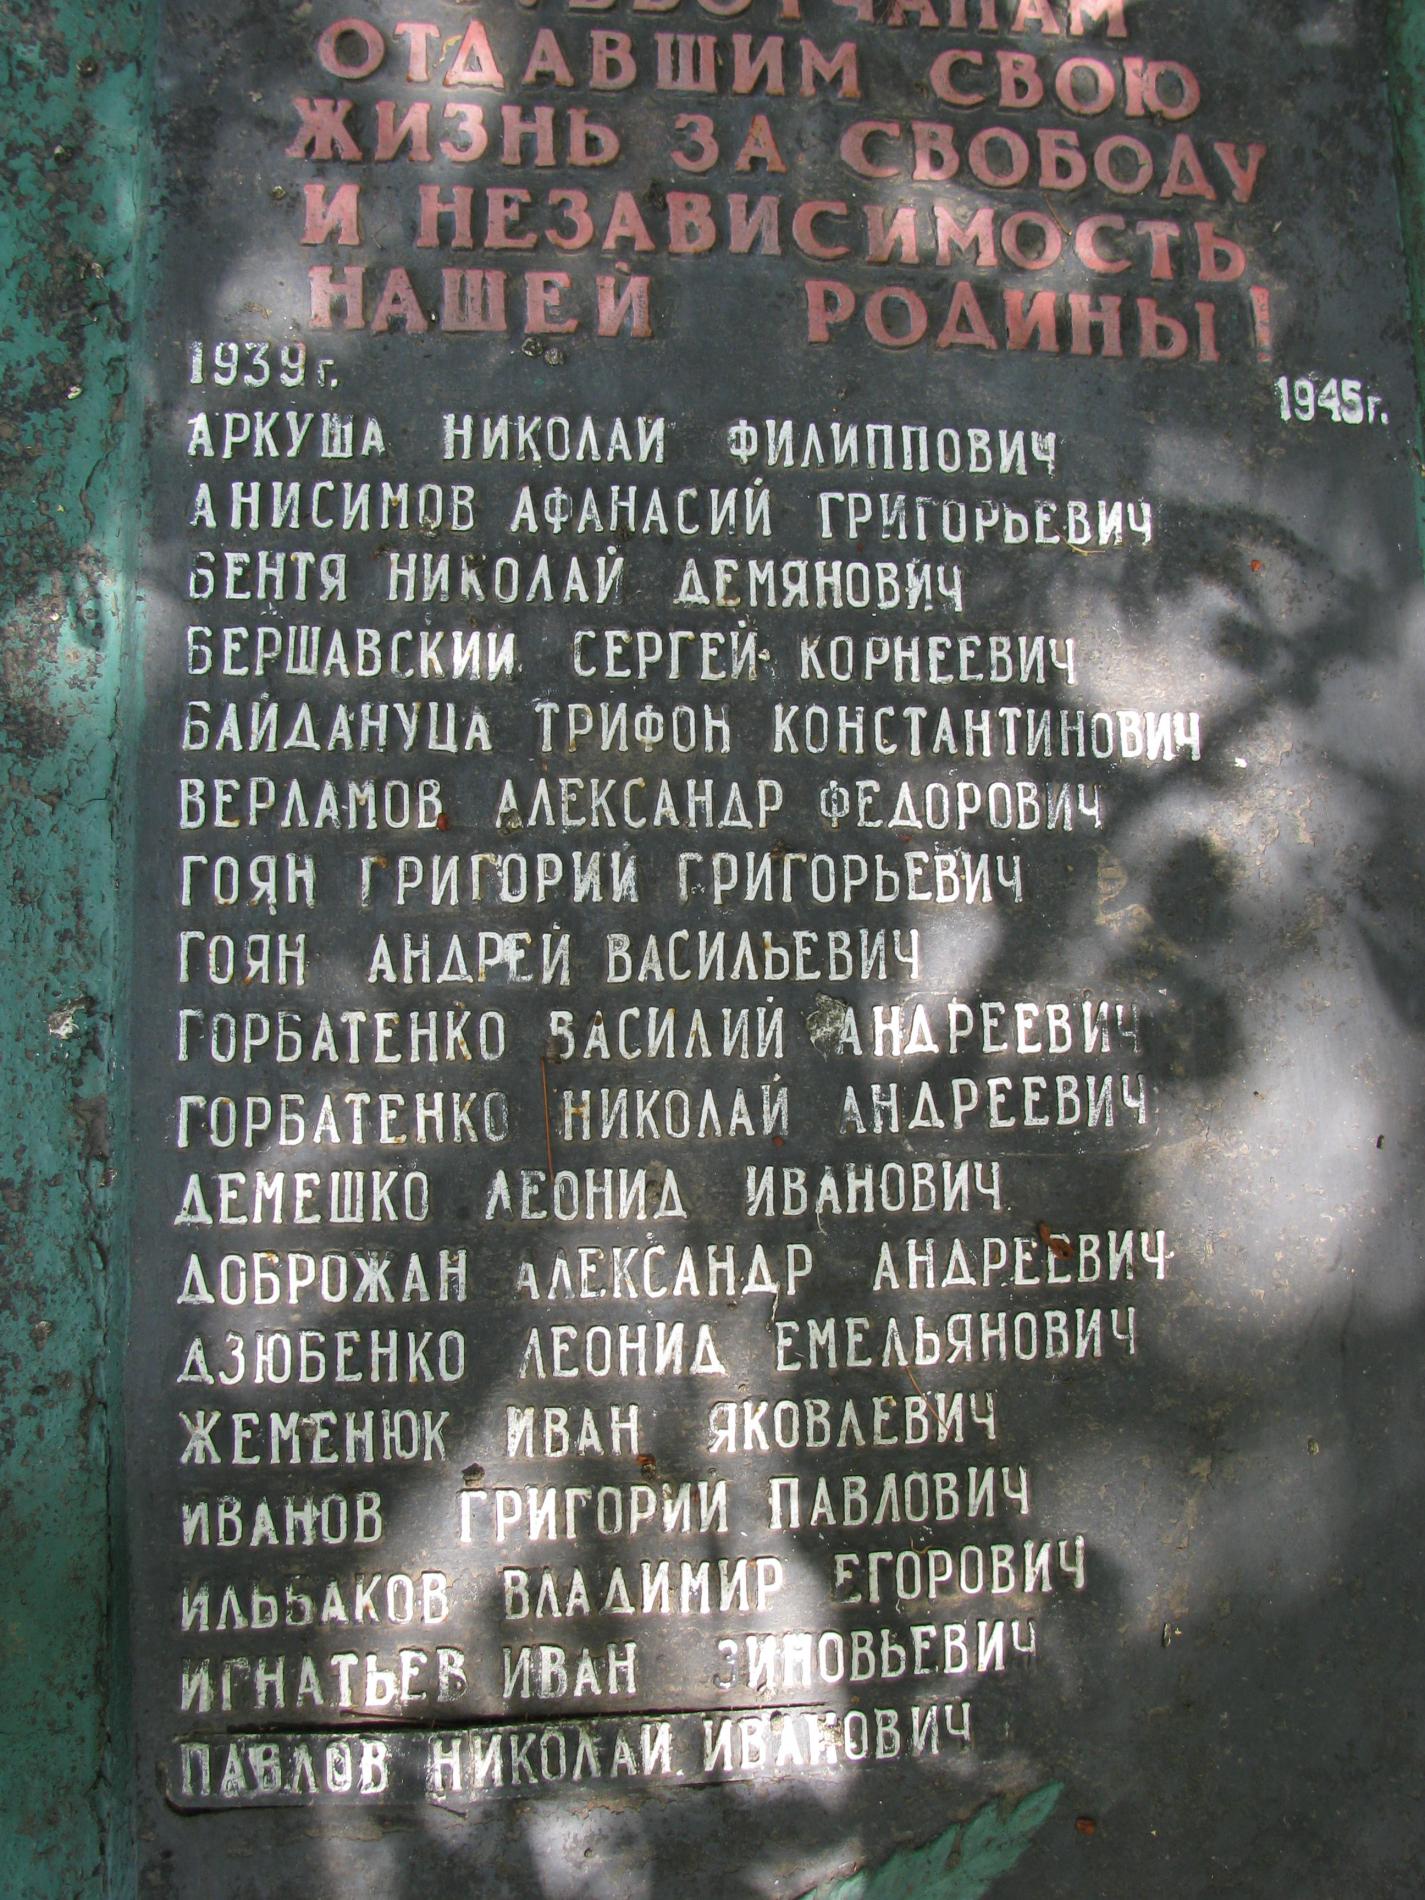 ОТДАВШИМ СВОЮ
ЖИЗНЬ ЗА СВОБОДУ
И НЕЗАВИСИМОСТЬ
НАШЕЙ РОДИНЫ!
1939г.
1945г.
АРКУША НИКОЛАЙ ФИЛИППОВИЧ
АНИСИМОВ АФАНАСИЙ ГРИГОРЬЕВИЧ
БЕНТЯ НИКОЛАЙ ДЕМЯНОВИЧ
БЕРШАВСКИИ СЕРГЕЙ КОРНЕЕВИЧ
БАЙДАНУЦА ТРИФОН КОНСТАНТИНОВИЧ
ВЕРЛАМОВ АЛЕКСАНДР ФЕДОРОВИЧ
ГОЯН ГРИГОРИЙ ГРИГОРЬЕВИЧ
ГОЯН АНДРЕЙ ВАСИЛЬЕВИЧ
ГОРБАТЕНКО ВАСИЛИЙ АНДРЕЕВИЧ
ГОРБАТЕНКО НИКОЛАЙ АНДРЕЕВИЧ
ДЕМЕШКО ЛЕОНИД ИВАНОВИЧ
ДОБРОЖАН АЛЕКСАНДР АНДРЕЕВИЧ
ДЗЮБЕНКО ЛЕОНИД ЕМЕЛЬЯНОВИЧ
ЖЕМЕНЮК ИВАН ЯКОВЛЕВИЧ
ИВАНОВ ГРИГОРИЙ ПАВЛОВИЧ
ИЛЬБАКОВ ВЛАДИМИР ЕГОРОВИЧ
ИГНАТЬЕВ ИВАН ЗИНОВЬЕВИЧ
ПАВЛОВ НИКОЛАИ ИВАНОВИЧ